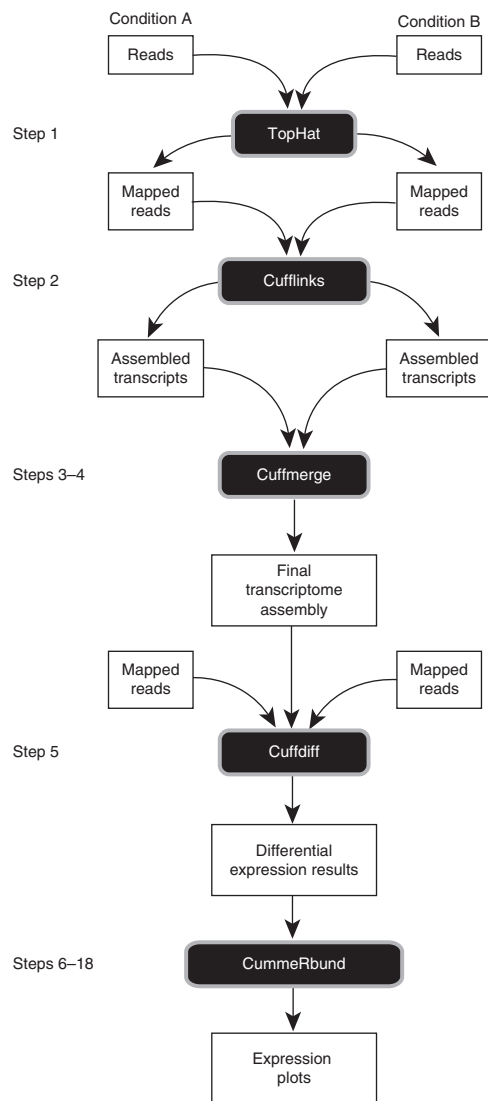 Condition A
Condition B
Reads
Reads
Step 1
TopHat
Mapped
reads
Mapped
reads
Step 2
Cufflinks
Assembled
transcripts
Assembled
transcripts
Steps 3–4
Cuffmerge
Final
transcriptome
assembly
Mapped
reads
Mapped
reads
Step 5
Cuffdiff
Differential
expression results
Steps 6–18
CummeRbund
Expression
plots